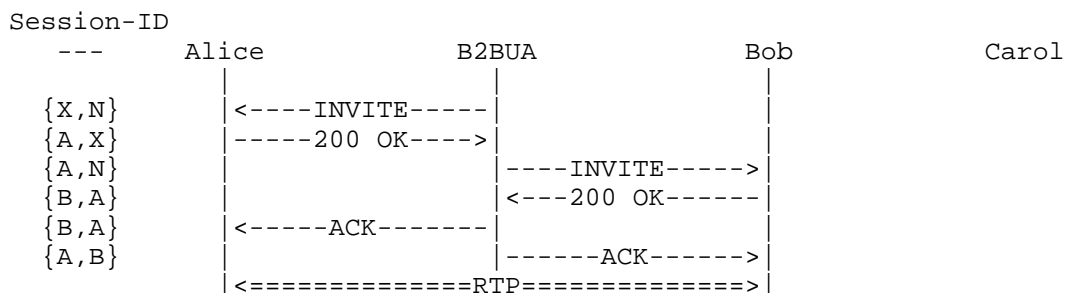 Session-ID
--- Alice B2BUA Bob Carol
| | |
{X,N} |<----INVITE-----| |
{A,X} |-----200 OK---->| |
{A,N} | |----INVITE----->|
{B,A} | |<---200 OK------|
{B,A} |<-----ACK-------| |
{A,B} | |------ACK------>|
|<==============RTP==============>|